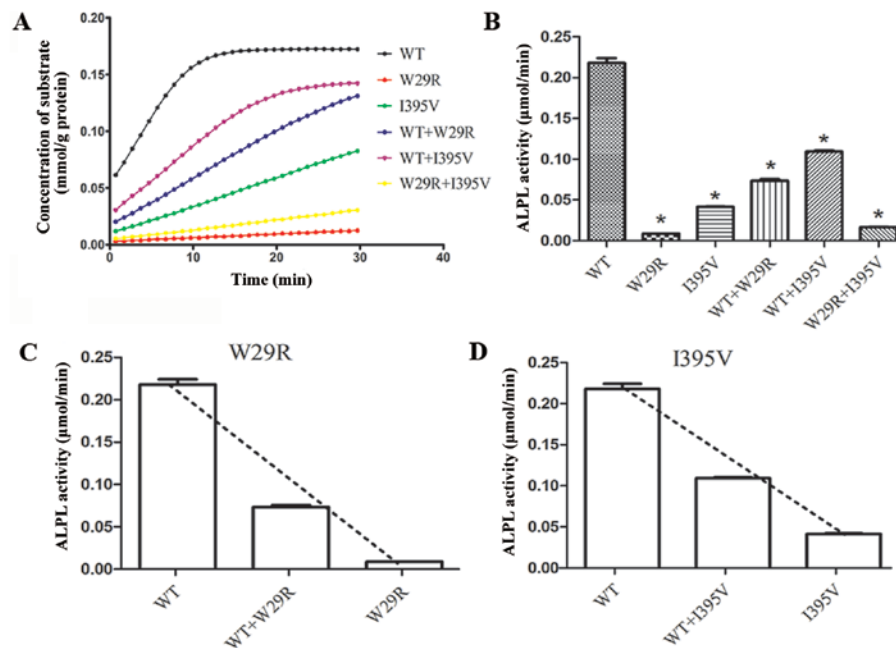 A
Concentration of substrate
(mmol/g protein)
0.20
0.15
0.10
0.05
0.00
0
10
20
30
40
Time (min)
WT
W29R
I395V
WT+W29R
WT+I395V
W29R+I395V
B
ALPL activity (μmol/min)
0.25
0.20
0.15
0.10
0.05
0.00
*
*
*
*
*
WT
W29R
I395V
WT+W29R
WT+I395V
W29R+I395V
C
W29R
ALPL activity (μmol/min)
0.25
0.20
0.15
0.10
0.05
0.00
WT
WT+W29R
W29R
D
I395V
ALPL activity (μmol/min)
0.25
0.20
0.15
0.10
0.05
0.00
WT
WT+I395V
I395V